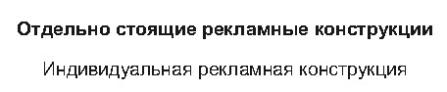 Отдельно стоящие рекламные конструкции
Индивидуальная рекламная конструкция